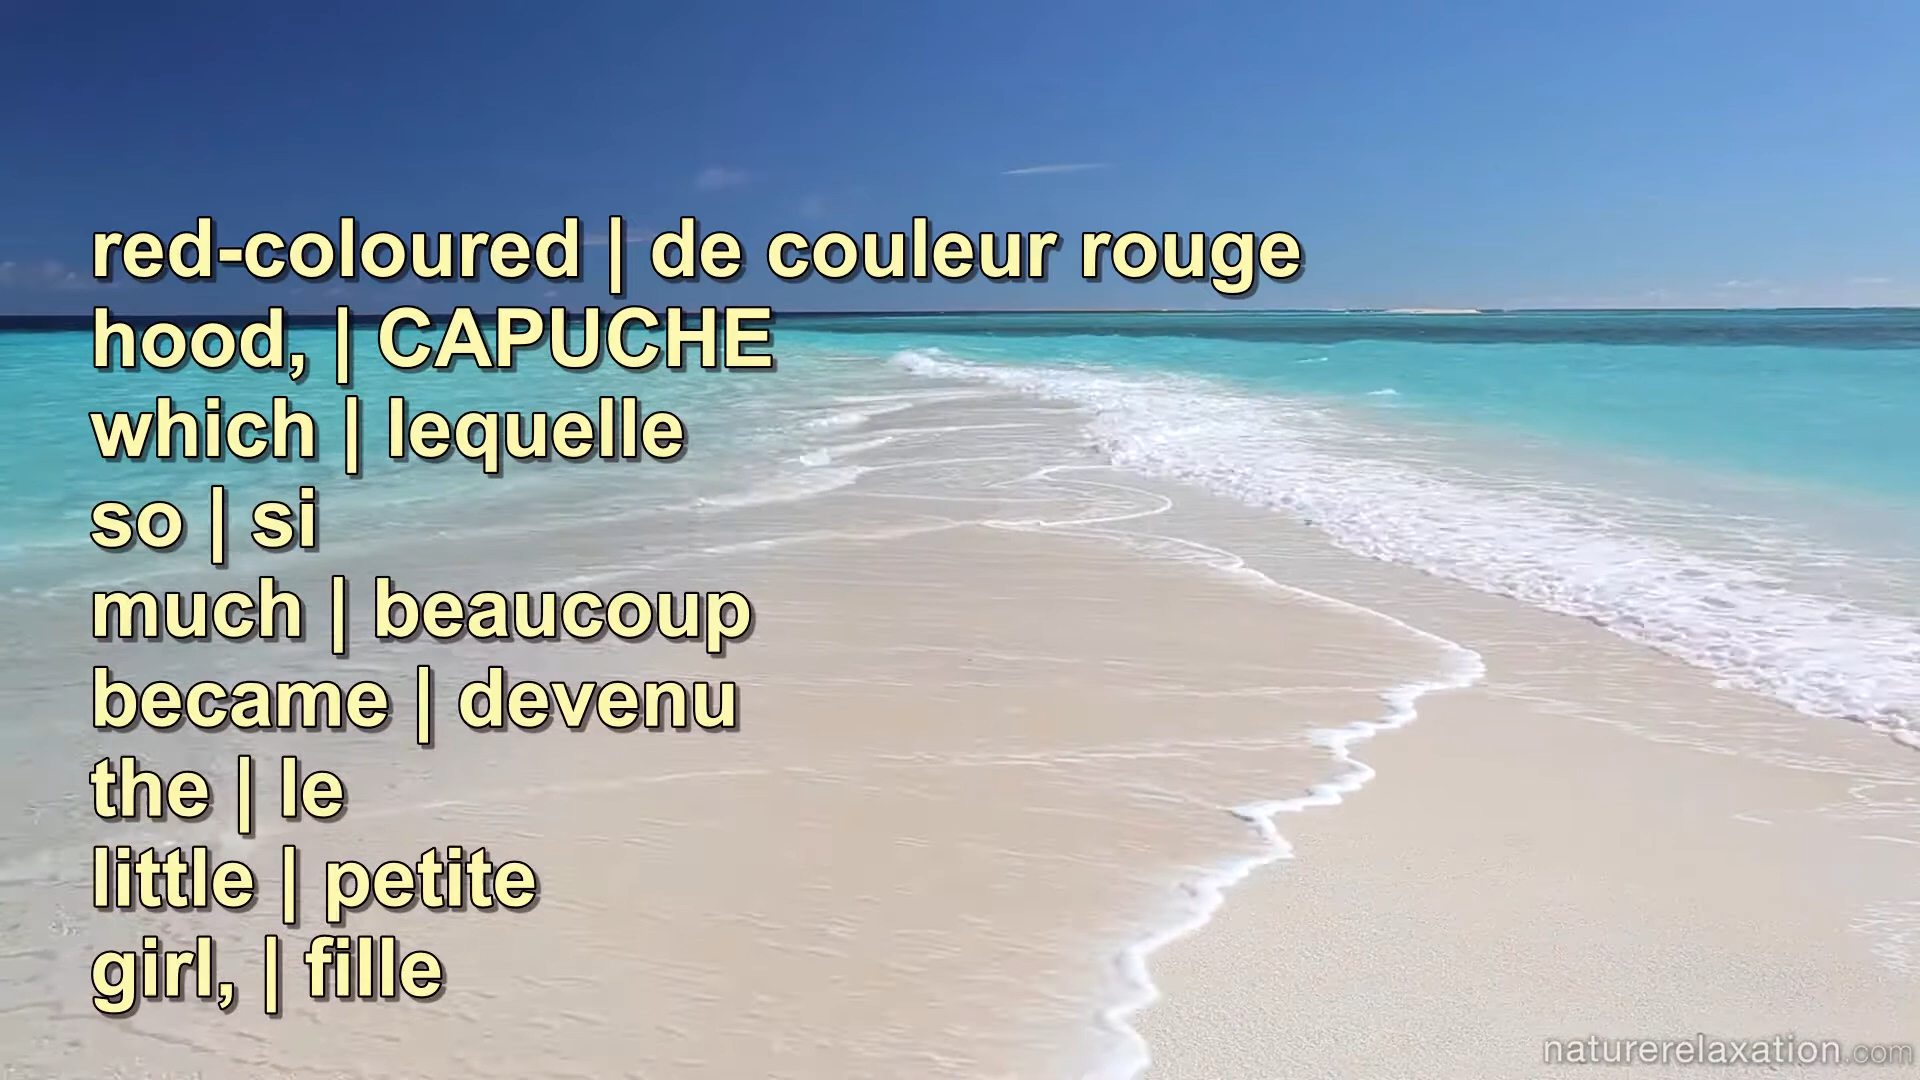 red-coloured | de couleur rouge
hood, | CAPUCHE
which | lequelle
so | si
much | beaucoup
became | devenu
the | le
little | petite
girl, | fille
naturerelaxation.com